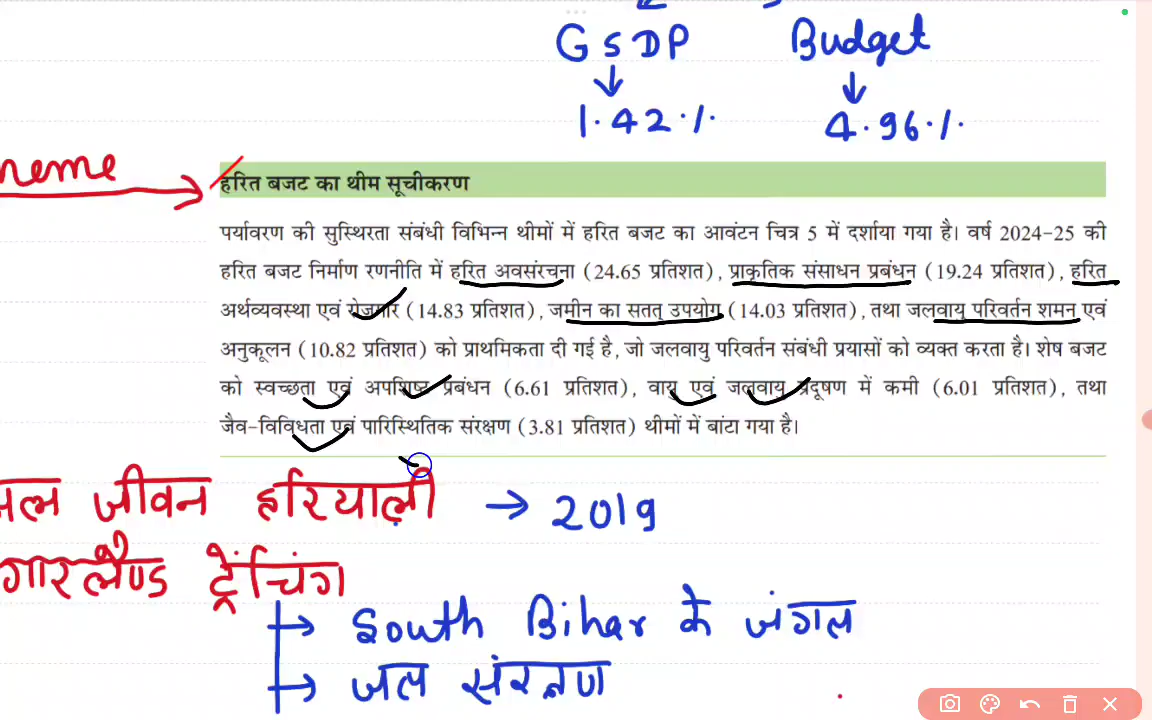 GSDP Budget
↓ ↓
1.42% 4.96%
heme →
हरित बजट का थीम सूचीकरण
पर्यावरण की सुस्थिरता संबंधी विभिन्न थीमों में हरित बजट का आवंटन चित्र 5 में दर्शाया गया है। वर्ष 2024-25 की
हरित बजट निर्माण रणनीति में हरित अवसंरचना (24.65 प्रतिशत), प्राकृतिक संसाधन प्रबंधन (19.24 प्रतिशत), हरित
अर्थव्यवस्था एवं रोजगार (14.83 प्रतिशत), जमीन का सतत् उपयोग (14.03 प्रतिशत), तथा जलवायु परिवर्तन शमन एवं
अनुकूलन (10.82 प्रतिशत) को प्राथमिकता दी गई है, जो जलवायु परिवर्तन संबंधी प्रयासों को व्यक्त करता है। शेष बजट
को स्वच्छता एवं अपशिष्ट प्रबंधन (6.61 प्रतिशत), वायु एवं जलवायु प्रदूषण में कमी (6.01 प्रतिशत), तथा
जैव-विविधता एवं पारिस्थितिक संरक्षण (3.81 प्रतिशत) थीमों में बांटा गया है।
जल जीवन हरियाली → 2019
गारलैण्ड ट्रेंचिंग
→ South Bihar के जंगल
→ जल संरक्षण